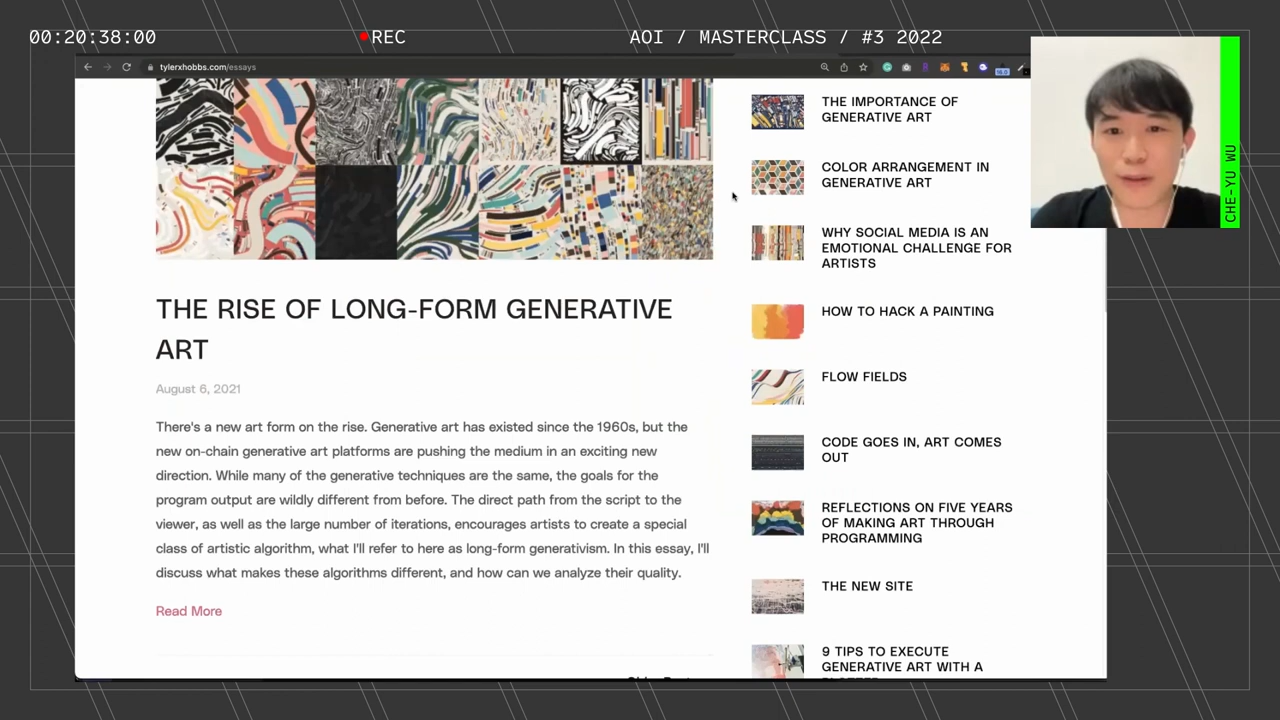 00:20:38:00
REC
AOI / MASTERCLASS / #3 2022
tylerxhobbs.com/essays
CHE-YU WU
THE RISE OF LONG-FORM GENERATIVE
ART
August 6, 2021
There's a new art form on the rise. Generative art has existed since the 1960s, but the
new on-chain generative art platforms are pushing the medium in an exciting new
direction. While many of the generative techniques are the same, the goals for the
program output are wildly different from before. The direct path from the script to the
viewer, as well as the large number of iterations, encourages artists to create a special
class of artistic algorithm, what I'll refer to here as long-form generativism. In this essay, I'll
discuss what makes these algorithms different, and how can we analyze their quality.
Read More
THE IMPORTANCE OF
GENERATIVE ART
COLOR ARRANGEMENT IN
GENERATIVE ART
WHY SOCIAL MEDIA IS AN
EMOTIONAL CHALLENGE FOR
ARTISTS
HOW TO HACK A PAINTING
FLOW FIELDS
CODE GOES IN, ART COMES
OUT
REFLECTIONS ON FIVE YEARS
OF MAKING ART THROUGH
PROGRAMMING
THE NEW SITE
9 TIPS TO EXECUTE
GENERATIVE ART WITH A